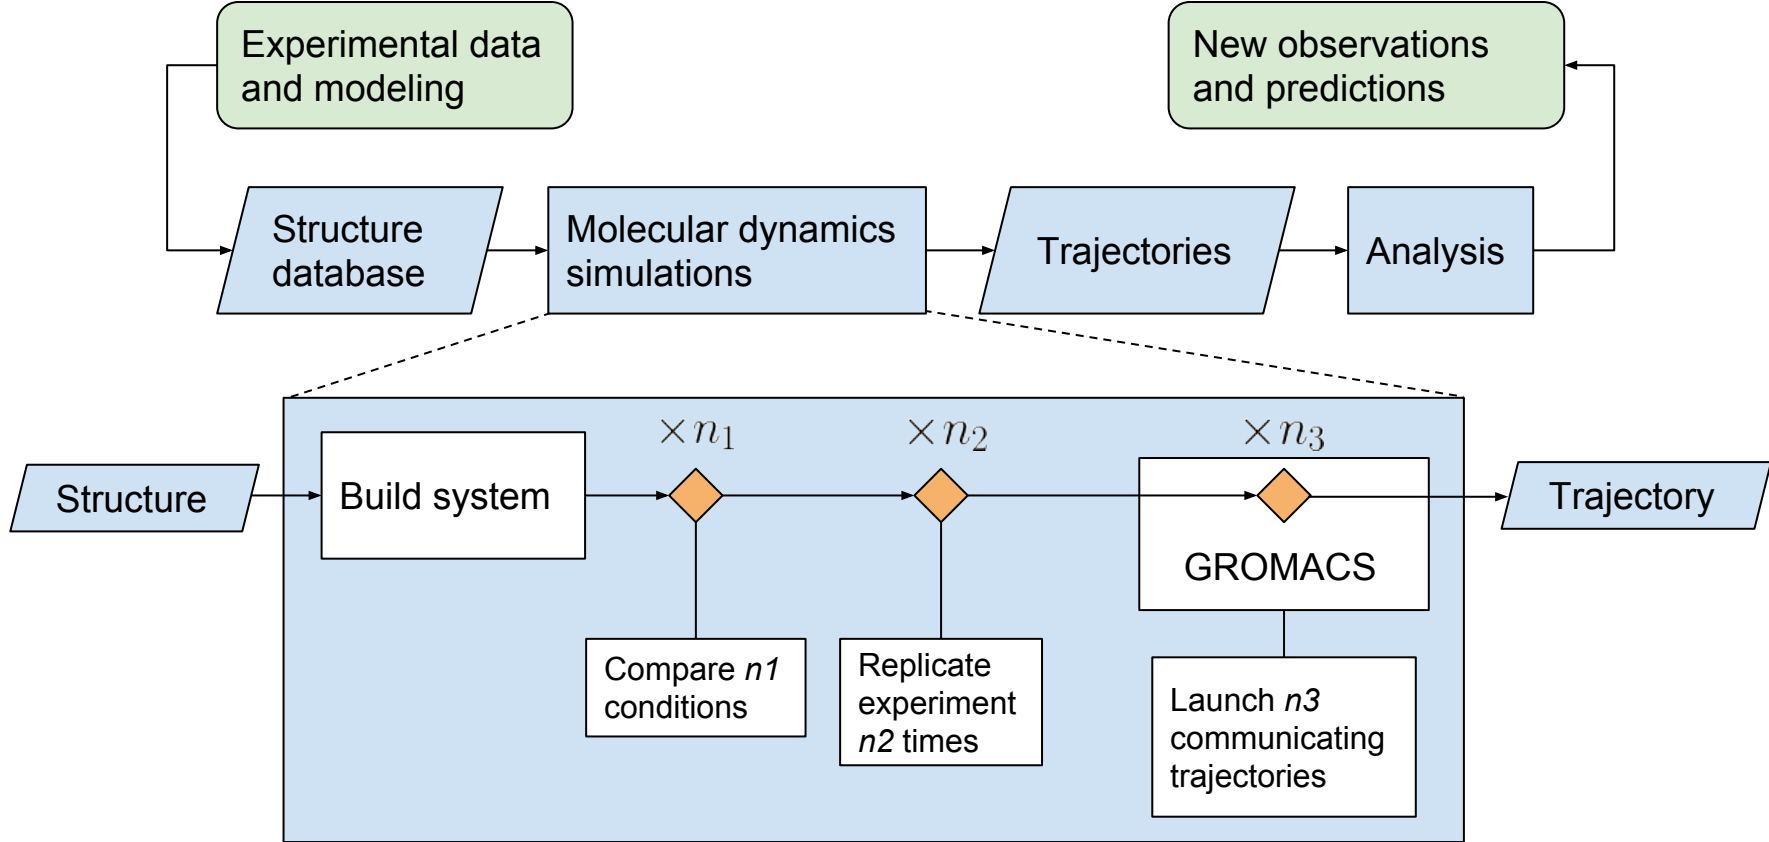 Experimental data
and modeling
New observations
and predictions
Structure
database
Molecular dynamics
simulations
Trajectories
Analysis
×n₁
×n₂
×n₃
Structure
Build system
GROMACS
Trajectory
Compare n1
conditions
Replicate
experiment
n2 times
Launch n3
communicating
trajectories